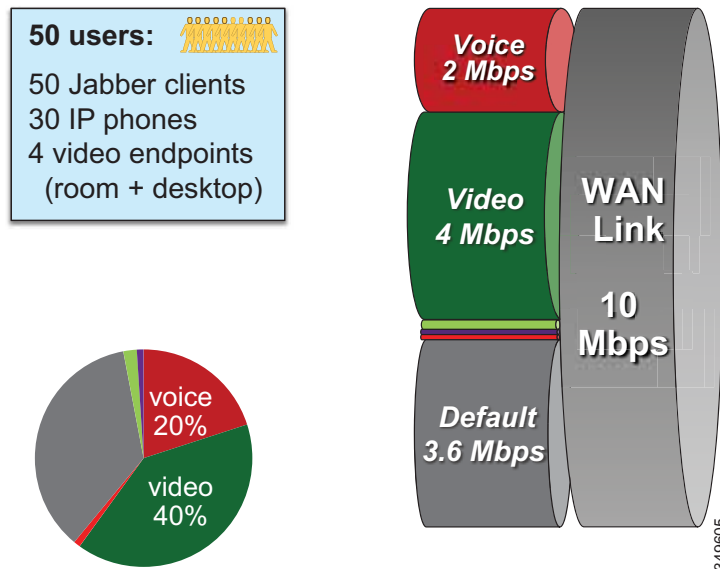 50 users:
50 Jabber clients
30 IP phones
4 video endpoints
(room + desktop)
Voice
2 Mbps
Video
4 Mbps
WAN
Link
10
Mbps
Default
3.6 Mbps
voice
20%
video
40%